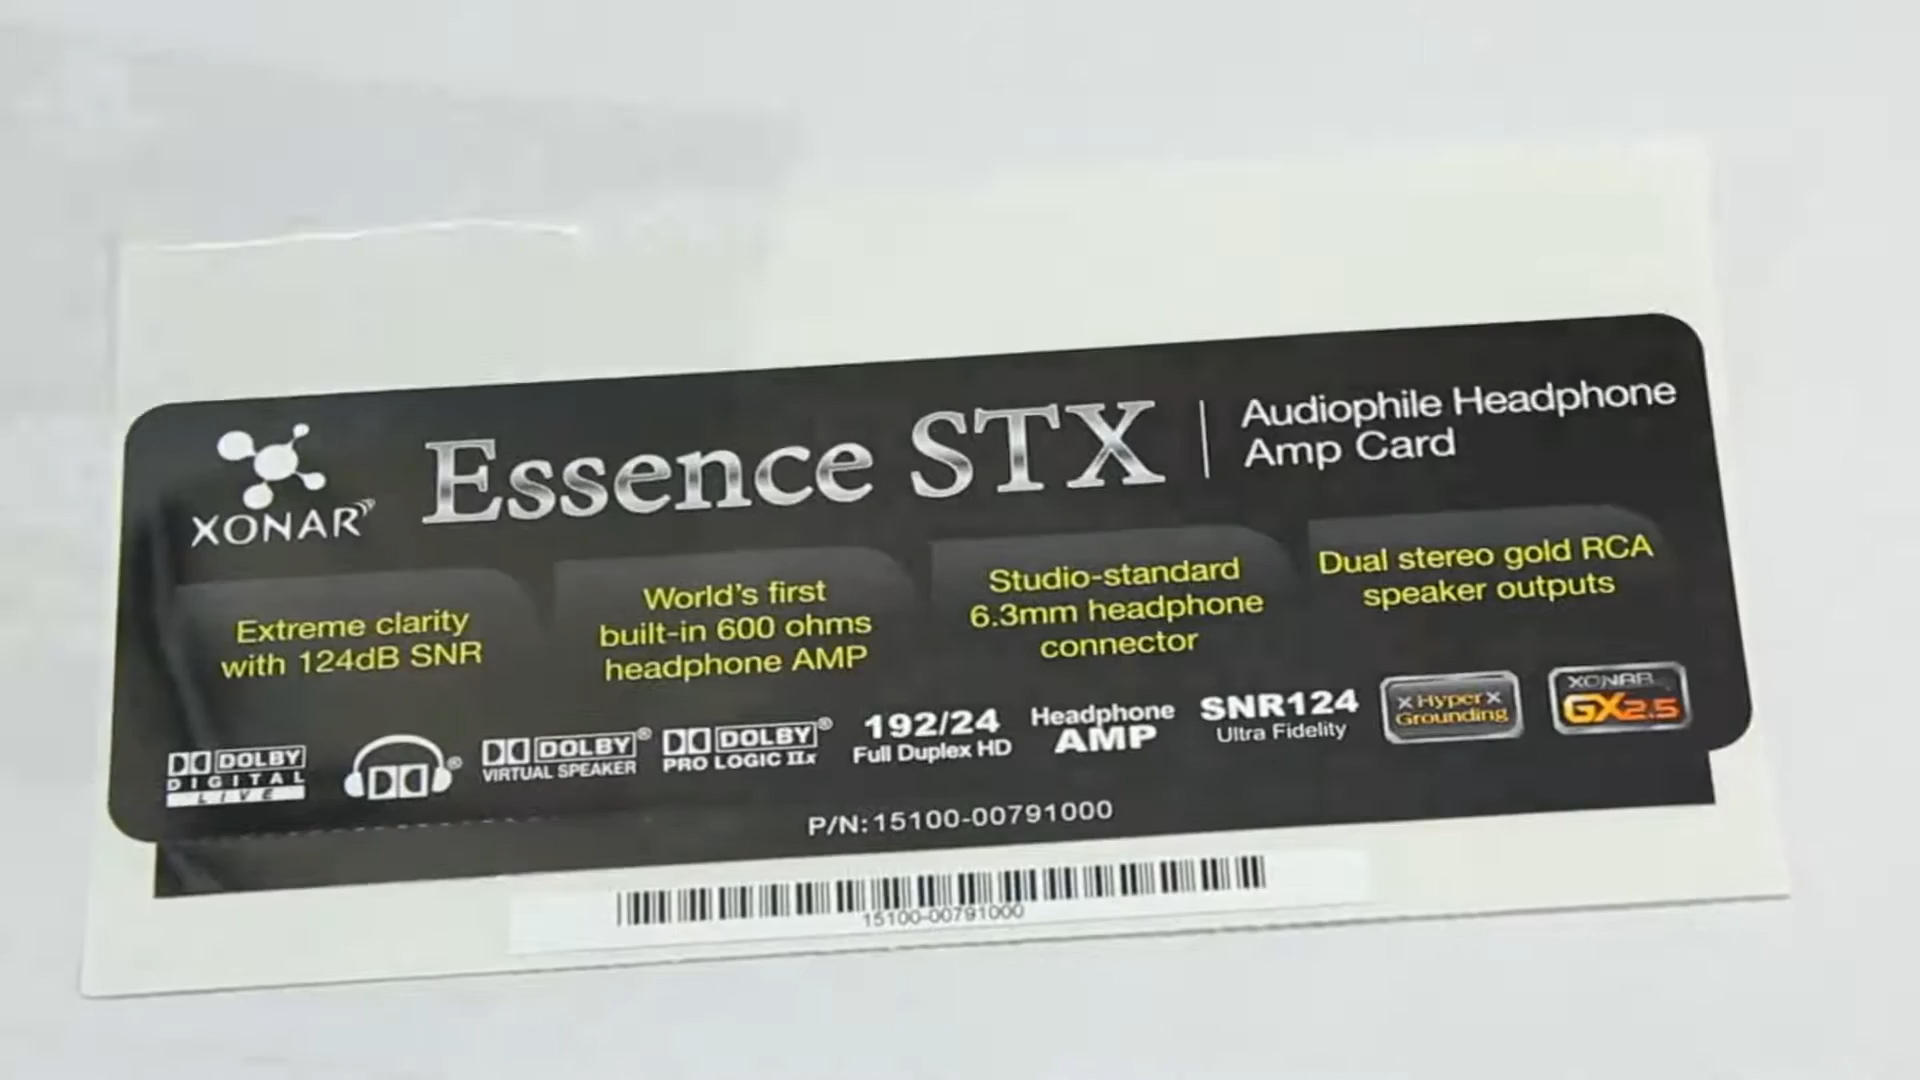 XONAR
Essence STX
Audiophile Headphone
Amp Card
Extreme clarity
with 124dB SNR
World's first
built-in 600 ohms
headphone AMP
Studio-standard
6.3mm headphone
connector
Dual stereo gold RCA
speaker outputs
DOLBY
DIGITAL
LIVE
®
DOLBY®
VIRTUAL SPEAKER
DOLBY®
PRO LOGIC IIx
192/24
Full Duplex HD
Headphone
AMP
SNR124
Ultra Fidelity
X Hyper X
Grounding
XONAR
GX2.5
P/N:15100-00791000
15100-00791000